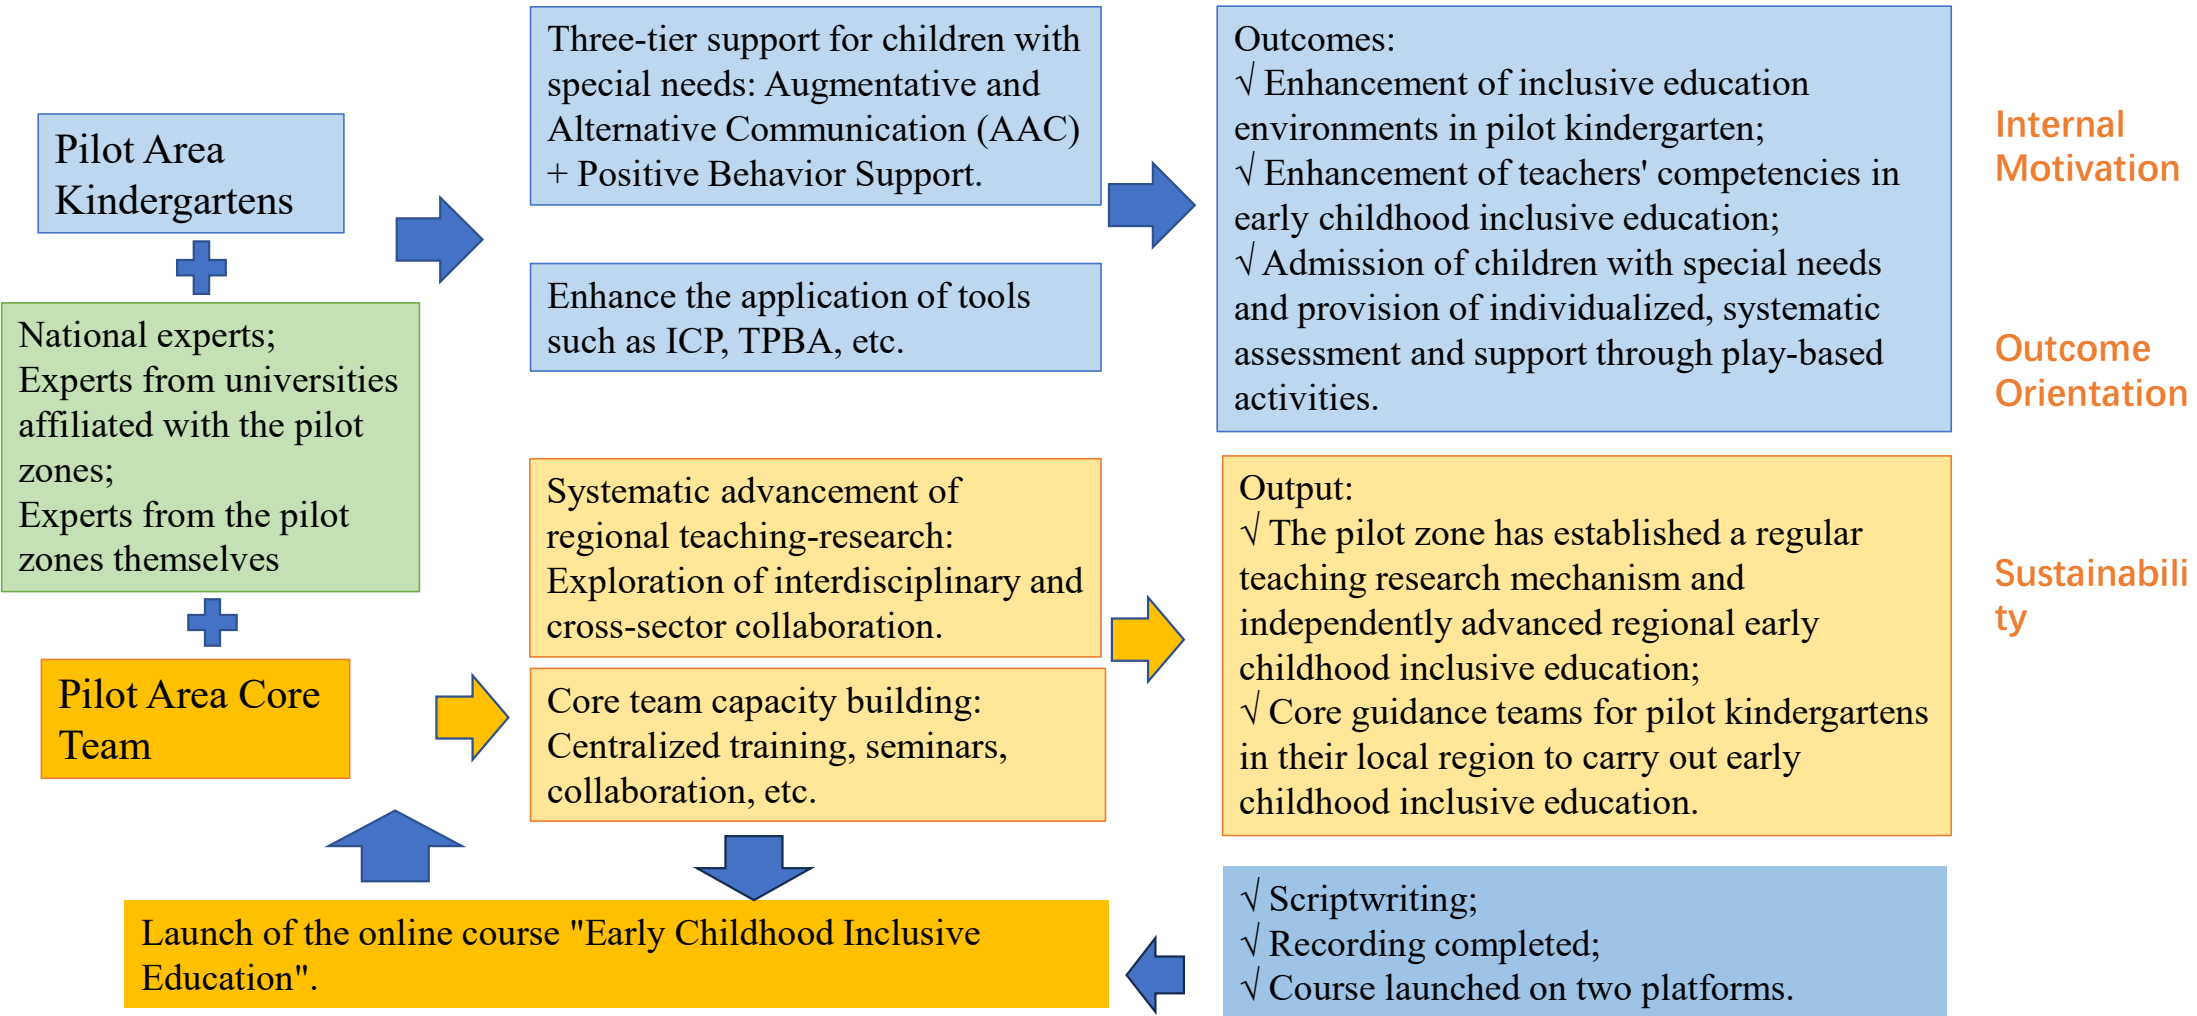 Pilot Area
Kindergartens
National experts;
Experts from universities
affiliated with the pilot
zones;
Experts from the pilot
zones themselves
Pilot Area Core
Team
Three-tier support for children with
special needs: Augmentative and
Alternative Communication (AAC)
+ Positive Behavior Support.
Enhance the application of tools
such as ICP, TPBA, etc.
Systematic advancement of
regional teaching-research:
Exploration of interdisciplinary and
cross-sector collaboration.
Core team capacity building:
Centralized training, seminars,
collaboration, etc.
Launch of the online course "Early Childhood Inclusive
Education".
Outcomes:
√ Enhancement of inclusive education
environments in pilot kindergarten;
√ Enhancement of teachers' competencies in
early childhood inclusive education;
√ Admission of children with special needs
and provision of individualized, systematic
assessment and support through play-based
activities.
Output:
√ The pilot zone has established a regular
teaching research mechanism and
independently advanced regional early
childhood inclusive education;
√ Core guidance teams for pilot kindergartens
in their local region to carry out early
childhood inclusive education.
√ Scriptwriting;
√ Recording completed;
√ Course launched on two platforms.
Internal
Motivation
Outcome
Orientation
Sustainabili
ty